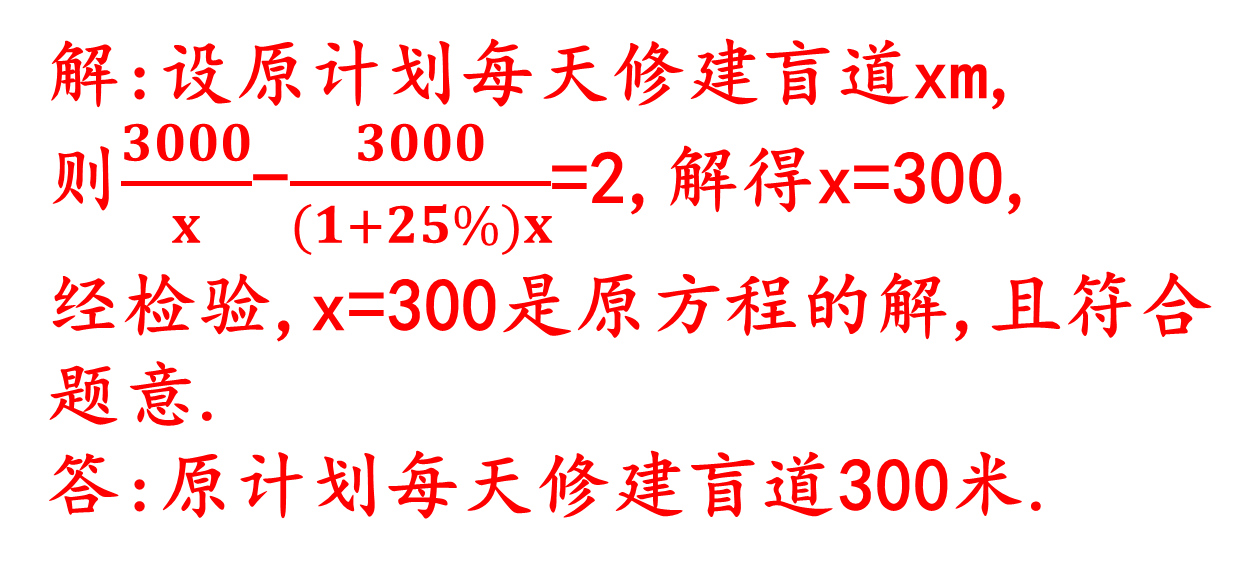 解:设原计划每天修建盲道xm,
则3000/x-3000/((1+25%)x)=2,解得x=300,
经检验,x=300是原方程的解,且符合
题意.
答:原计划每天修建盲道300米.